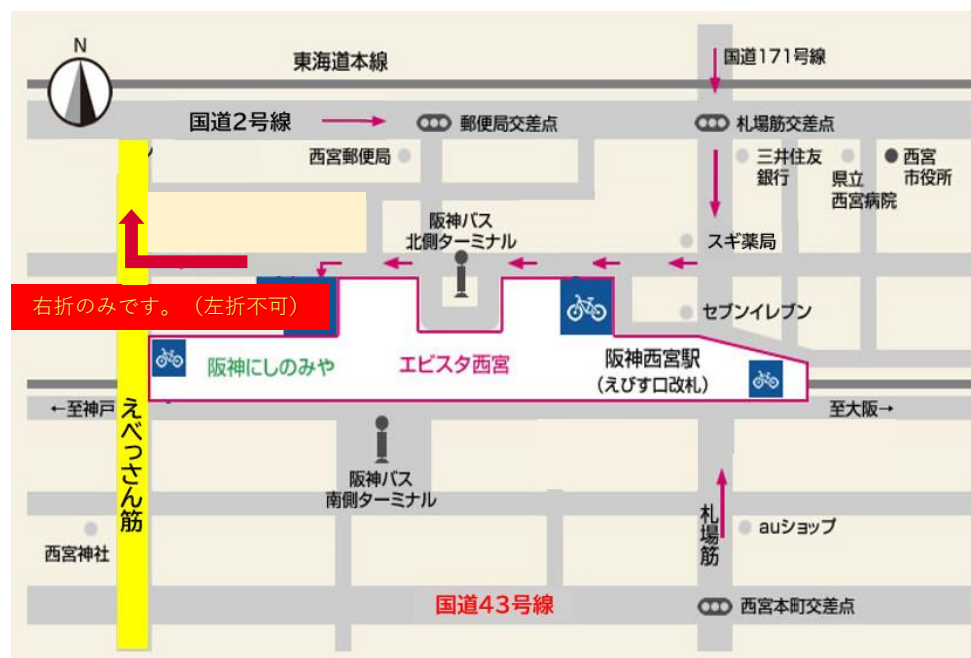 N
東海道本線
国道171号線
国道2号線
郵便局交差点
札場筋交差点
西宮郵便局
三井住友
銀行
県立
西宮病院
西宮
市役所
阪神バス
北側ターミナル
スギ薬局
右折のみです。（左折不可）
セブンイレブン
阪神にしのみや
エビスタ西宮
阪神西宮駅
（えびす口改札）
←至神戸
至大阪→
えべっさん筋
阪神バス
南側ターミナル
札場筋
auショップ
西宮神社
国道43号線
西宮本町交差点